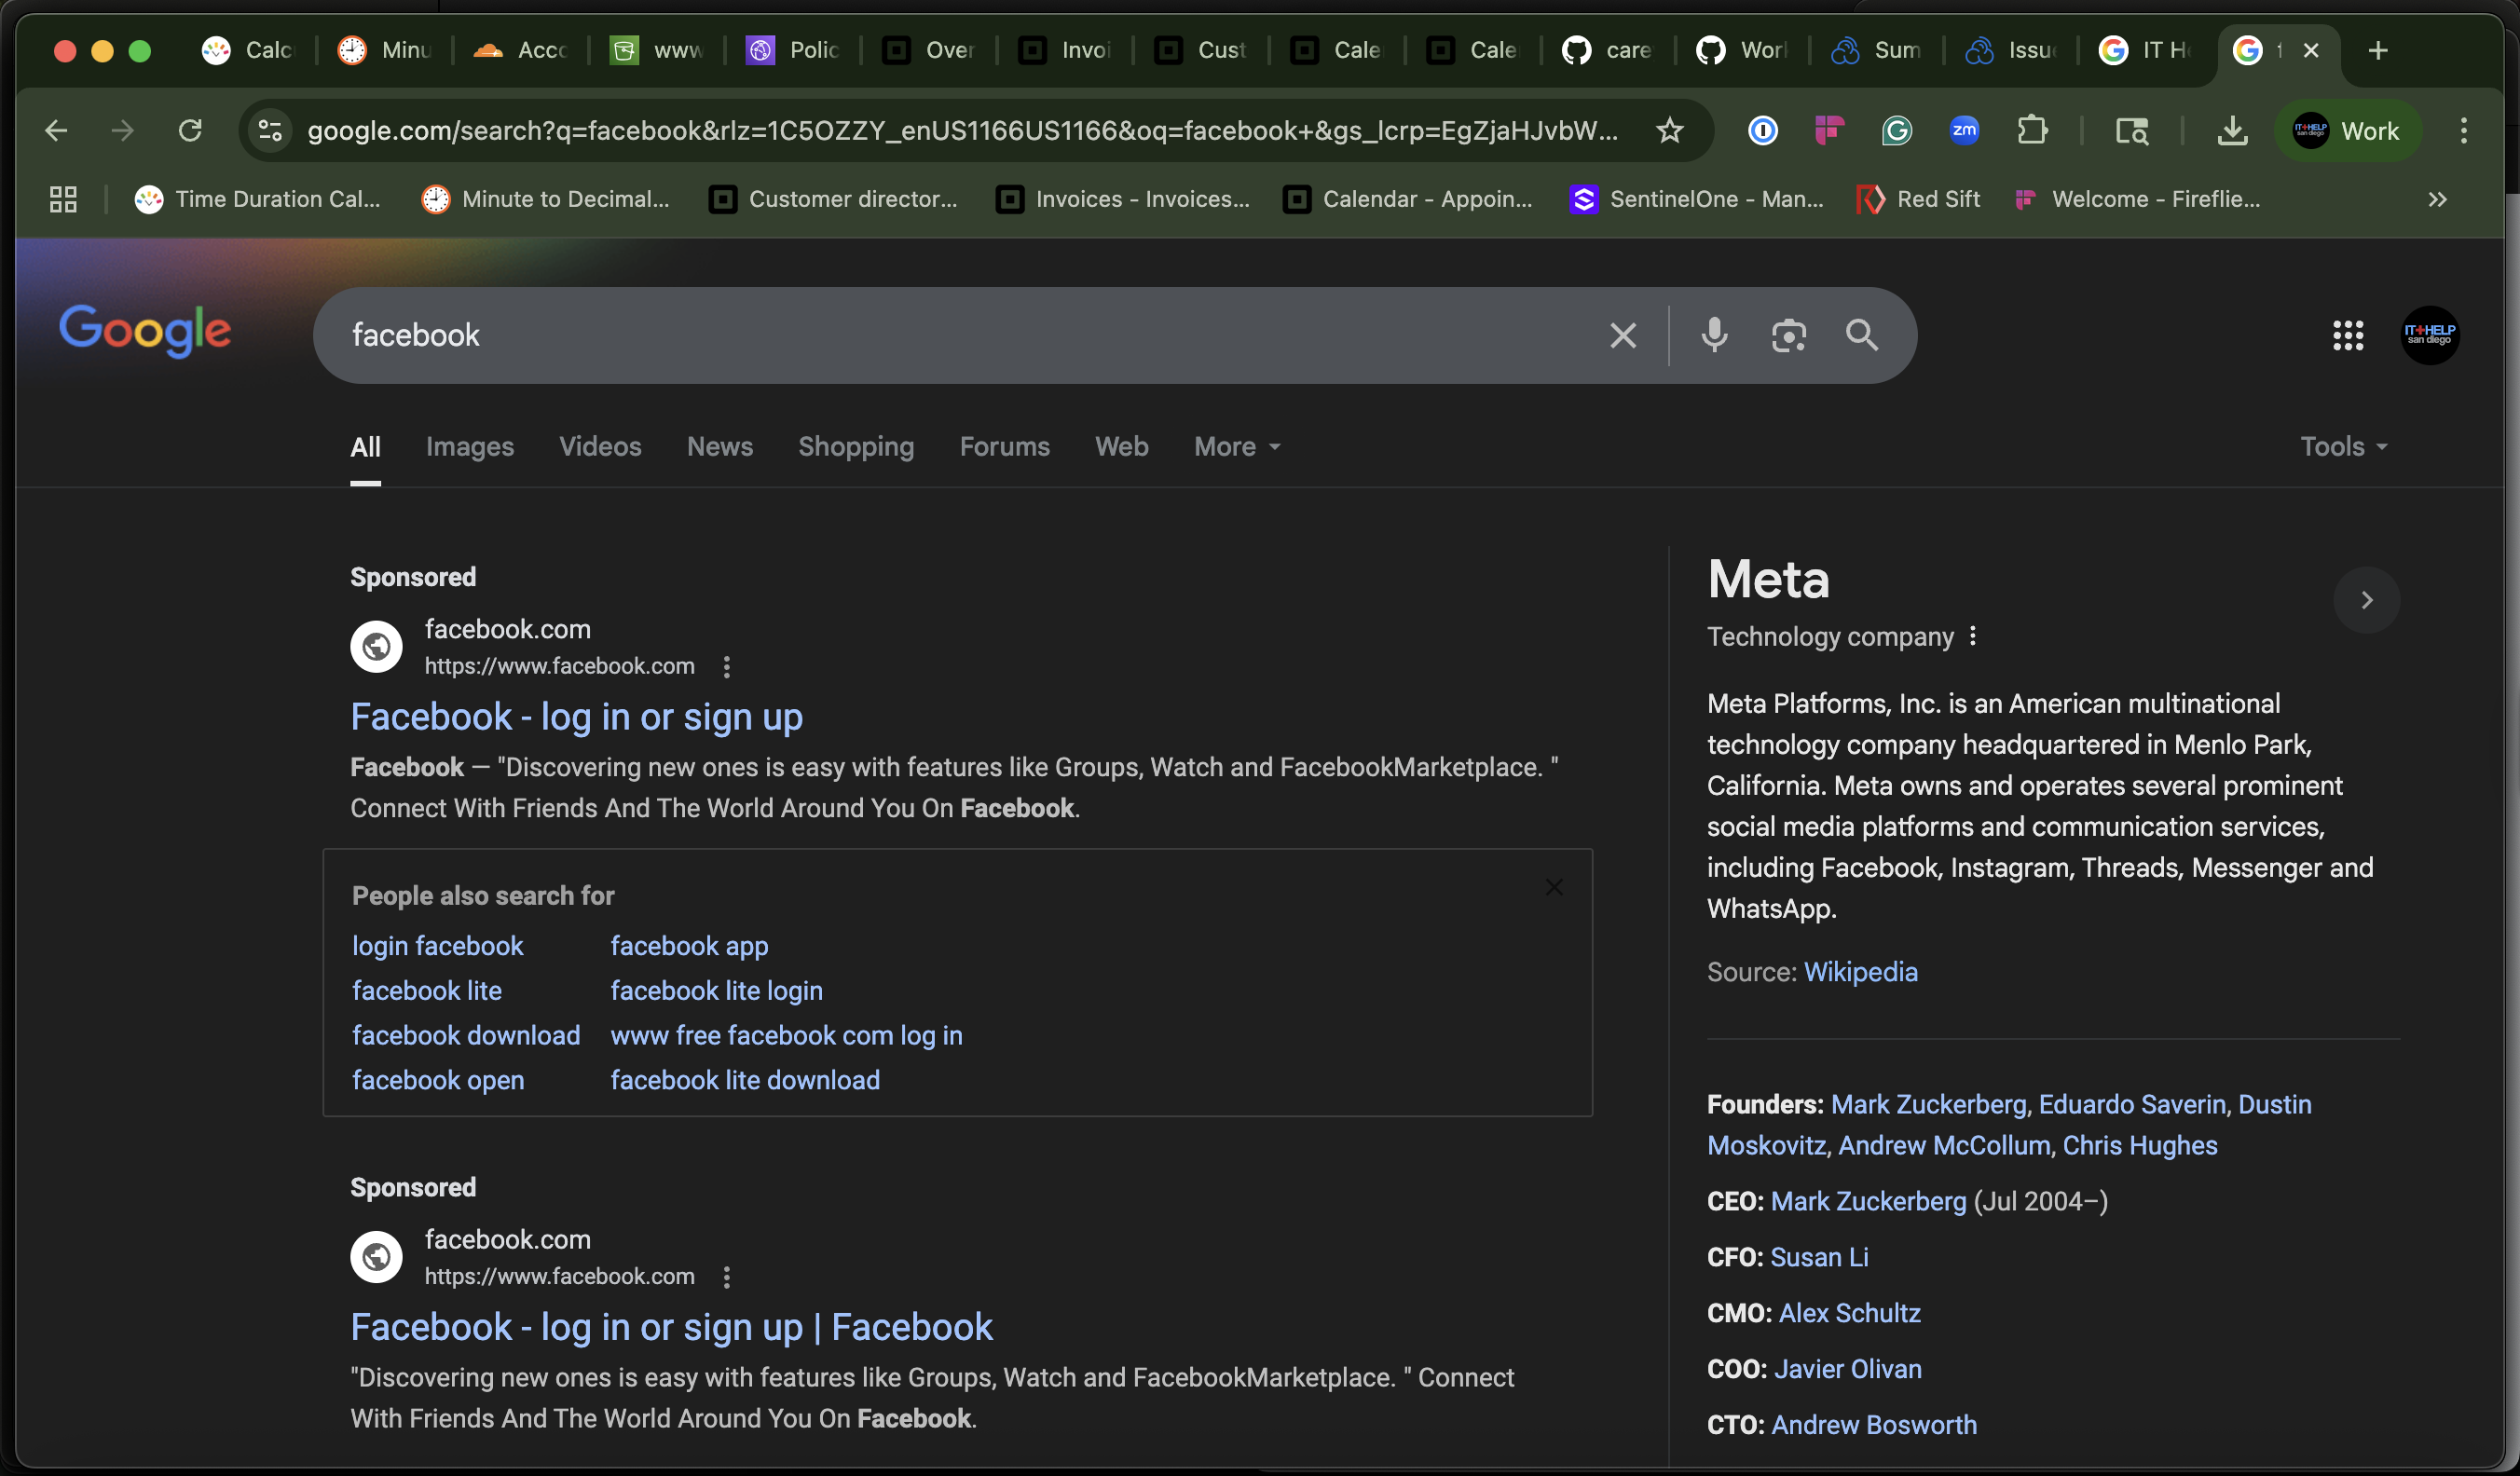 Calc
Minu
Acco
www
Polic
Over
Invoi
Cust
Cale
Cale
care
Worl
Sum
Issue
IT He
google.com/search?q=facebook&rlz=1C5OZZY_enUS1166US1166&oq=facebook+&gs_lcrp=EgZjaHJvbW...
zm
IT+HELP
san diego
Work
Time Duration Cal...
Minute to Decimal...
Customer director...
Invoices - Invoices...
Calendar - Appoin...
SentinelOne - Man...
Red Sift
Welcome - Fireflie...
Google
facebook
IT+HELP
san diego
All Images Videos News Shopping Forums Web More
Tools
Sponsored
facebook.com
https://www.facebook.com
Facebook - log in or sign up
Facebook — "Discovering new ones is easy with features like Groups, Watch and FacebookMarketplace. "
Connect With Friends And The World Around You On Facebook.
People also search for
login facebook facebook app
facebook lite facebook lite login
facebook download www free facebook com log in
facebook open facebook lite download
Sponsored
facebook.com
https://www.facebook.com
Facebook - log in or sign up | Facebook
"Discovering new ones is easy with features like Groups, Watch and FacebookMarketplace. " Connect
With Friends And The World Around You On Facebook.
Meta
Technology company
Meta Platforms, Inc. is an American multinational
technology company headquartered in Menlo Park,
California. Meta owns and operates several prominent
social media platforms and communication services,
including Facebook, Instagram, Threads, Messenger and
WhatsApp.
Source: Wikipedia
Founders: Mark Zuckerberg, Eduardo Saverin, Dustin
Moskovitz, Andrew McCollum, Chris Hughes
CEO: Mark Zuckerberg (Jul 2004–)
CFO: Susan Li
CMO: Alex Schultz
COO: Javier Olivan
CTO: Andrew Bosworth